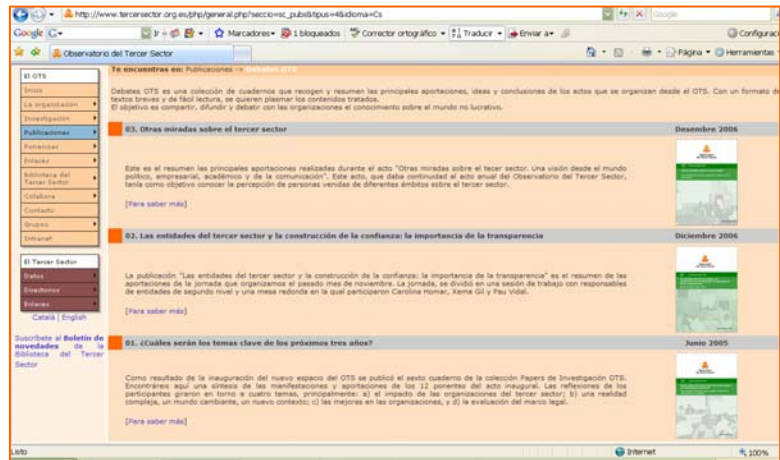 http://www.tercersector.org.es/php/general.php?seccio=sc_pubs&tipus=4&idioma=Cs
Google
Google G
Ir
Marcadores
1 bloqueados
Corrector ortográfico
Traducir
Enviar a
Configurac
Observatorio del Tercer Sector
Página
Herramientas
El OTS
Inicio
La organización
Investigación
Publicaciones
Ponencias
Enlaces
Biblioteca del
Tercer Sector
Colabora
Contacto
Grupos
Intranet
El Tercer Sector
Datos
Directorios
Enlaces
Català | English
Suscríbete al Boletín de
novedades de la
Biblioteca del Tercer
Sector
Te encuentras en: Publicaciones -> Debates OTS
Debates OTS es una colección de cuadernos que recogen y resumen las principales aportaciones, ideas y conclusiones de los actos que se organizan desde el OTS. Con un formato d
textos breves y de fácil lectura, se quieren plasmar los contenidos tratados.
El objetivo es compartir, difundir y debatir con las organizaciones el conocimiento sobre el mundo no lucrativo.
03. Otras miradas sobre el tercer sector
Desembre 2006
Este es el resumen las principales aportaciones realizadas durante el acto "Otras miradas sobre el tecer sector. Una visión desde el mundo
político, empresarial, académico y de la comunicación". Este acto, que daba continuidad al acto anual del Observatorio del Tercer Sector,
tenía como objetivo conocer la percepción de personas venidas de diferentes ámbitos sobre el tercer sector.
[Para saber más]
02. Las entidades del tercer sector y la construcción de la confianza: la importancia de la transparencia
Diciembre 2006
La publicación "Las entidades del tercer sector y la construcción de la confianza: la importancia de la transparencia" es el resumen de las
aportaciones de la jornada que organizamos el pasado mes de noviembre. La jornada, se dividió en una sesión de trabajo con responsables
de entidades de segundo nivel y una mesa redonda en la qual participaron Carolina Homar, Xema Gil y Pau Vidal.
[Para saber más]
01. ¿Cuáles serán los temas clave de los próximos tres años?
Junio 2005
Como resultado de la inauguración del nuevo espacio del OTS se publicó el sexto cuaderno de la colección Papers de Investigación OTS.
Encontraréis aquí una síntesis de las manifestaciones y aportaciones de los 12 ponentes del acto inaugural. Las reflexiones de los
participantes giraron en torno a cuatro temas, principalmente: a) el impacto de las organizaciones del tercer sector; b) una realidad
compleja, un mundo cambiante, un nuevo contexto; c) las mejoras en las organizaciones, y d) la evaluación del marco legal.
[Para saber más]
Listo
Internet
100%